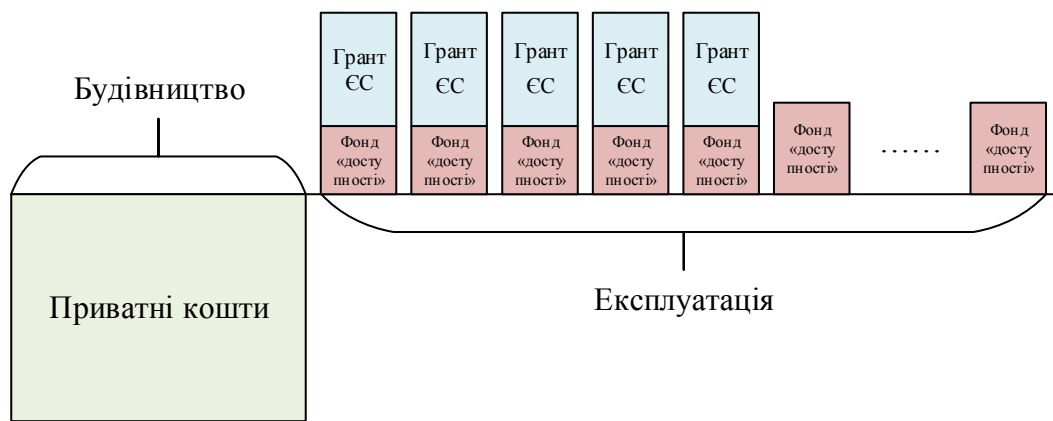 Будівництво
Грант
ЄС
Грант
ЄС
Грант
ЄС
Грант
ЄС
Грант
ЄС
Фонд
«досту
пності»
Фонд
«досту
пності»
Фонд
«досту
пності»
Фонд
«досту
пності»
Фонд
«досту
пності»
Фонд
«досту
пності»
......
Фонд
«досту
пності»
Приватні кошти
Експлуатація